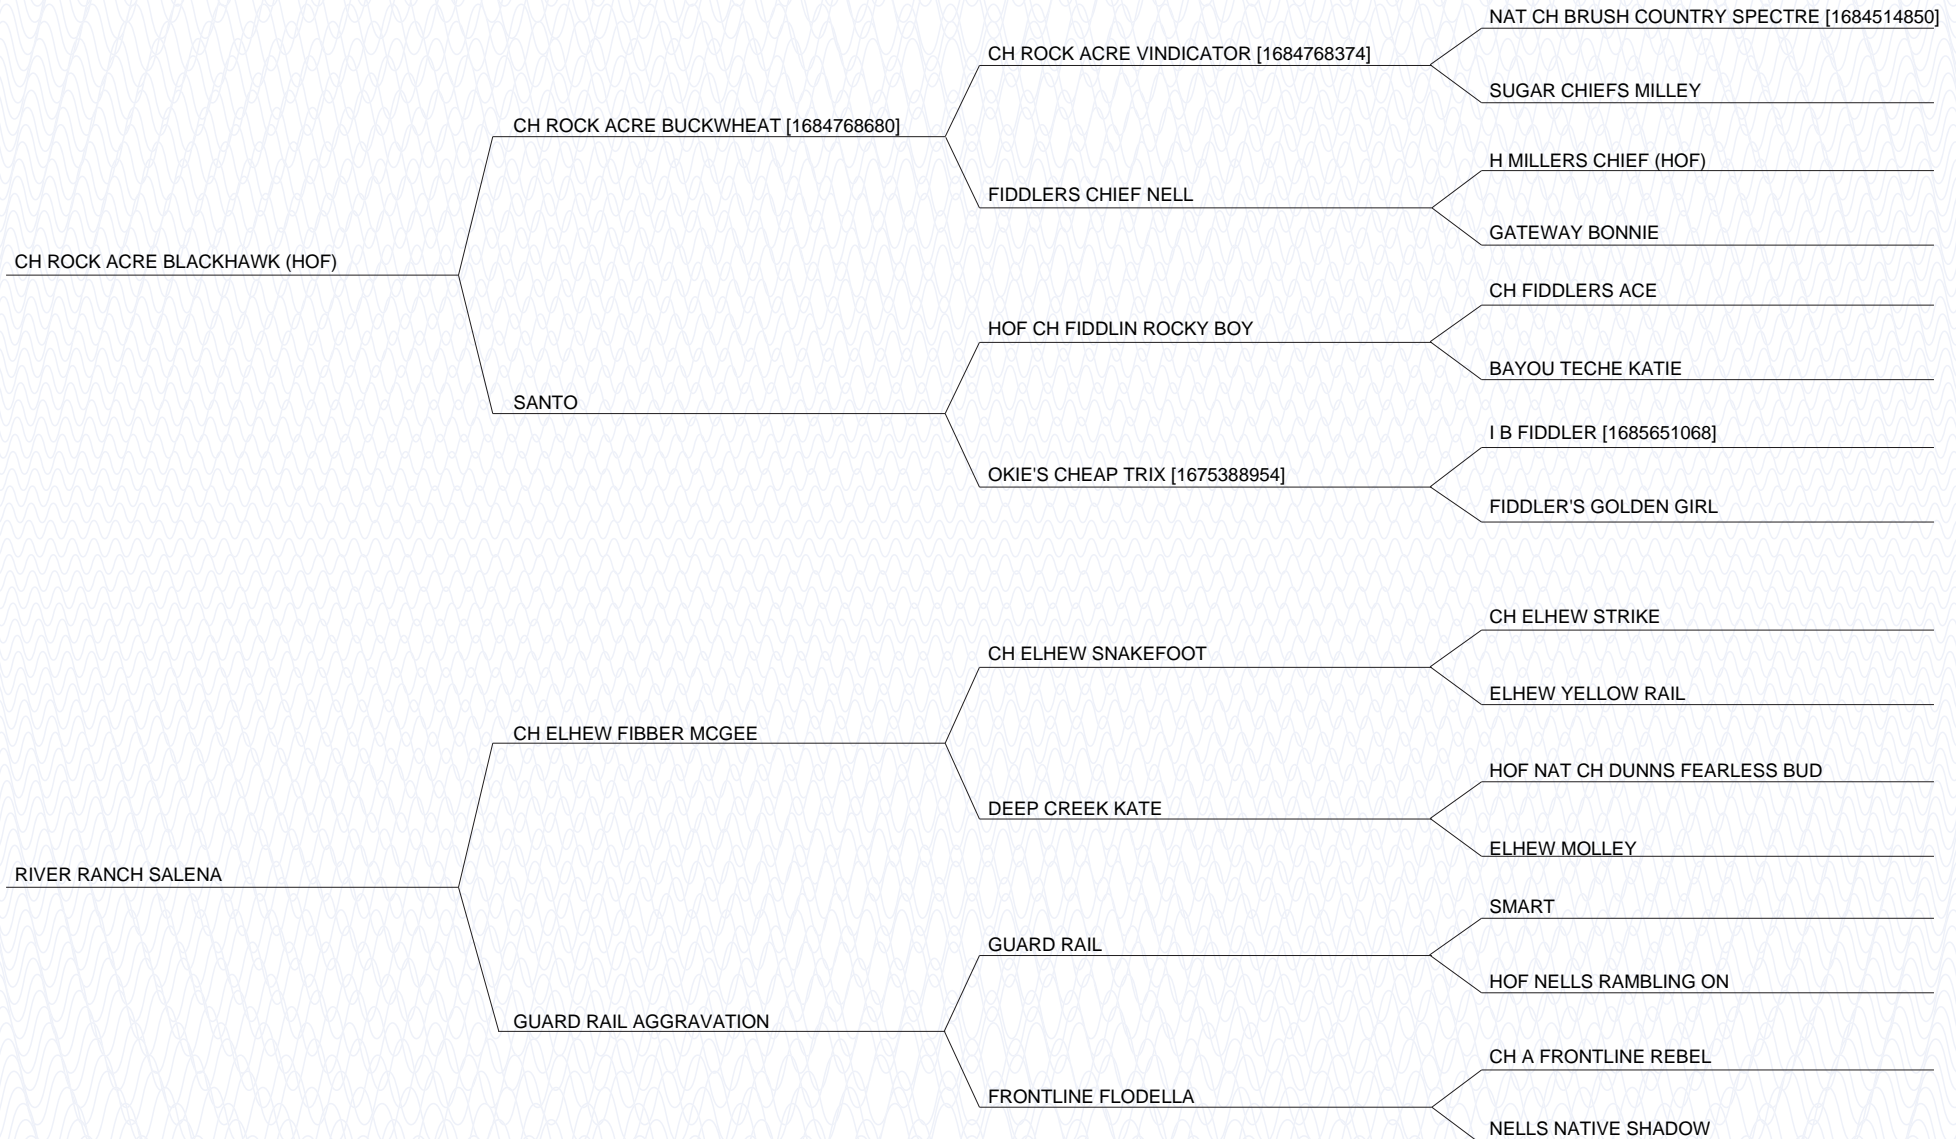 NAT CH BRUSH COUNTRY SPECTRE [1684514850]
CH ROCK ACRE VINDICATOR [1684768374]
SUGAR CHIEFS MILLEY
CH ROCK ACRE BUCKWHEAT [1684768680]
H MILLERS CHIEF (HOF)
FIDDLERS CHIEF NELL
GATEWAY BONNIE
CH ROCK ACRE BLACKHAWK (HOF)
CH FIDDLERS ACE
HOF CH FIDDLIN ROCKY BOY
BAYOU TECHE KATIE
SANTO
I B FIDDLER [1685651068]
OKIE'S CHEAP TRIX [1675388954]
FIDDLER'S GOLDEN GIRL
CH ELHEW STRIKE
CH ELHEW SNAKEFOOT
ELHEW YELLOW RAIL
CH ELHEW FIBBER MCGEE
HOF NAT CH DUNNS FEARLESS BUD
DEEP CREEK KATE
ELHEW MOLLEY
RIVER RANCH SALENA
SMART
GUARD RAIL
HOF NELLS RAMBLING ON
GUARD RAIL AGGRAVATION
CH A FRONTLINE REBEL
FRONTLINE FLODELLA
NELLS NATIVE SHADOW